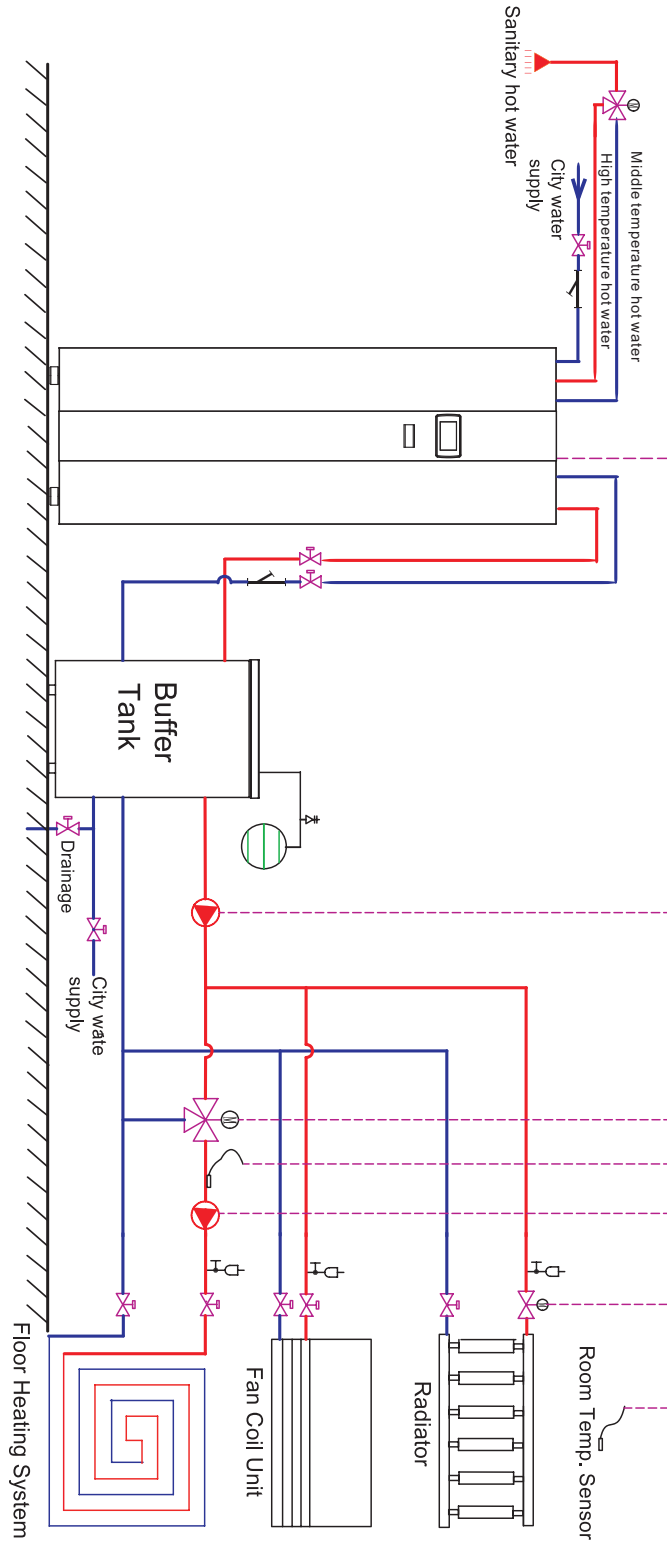 Sanitary hot water
City water
supply
High temperature hot water
Middle temperature hot water
Buffer
Tank
Drainage
City wate
supply
Floor Heating System
Fan Coil Unit
Radiator
Room Temp. Sensor
M
M
M